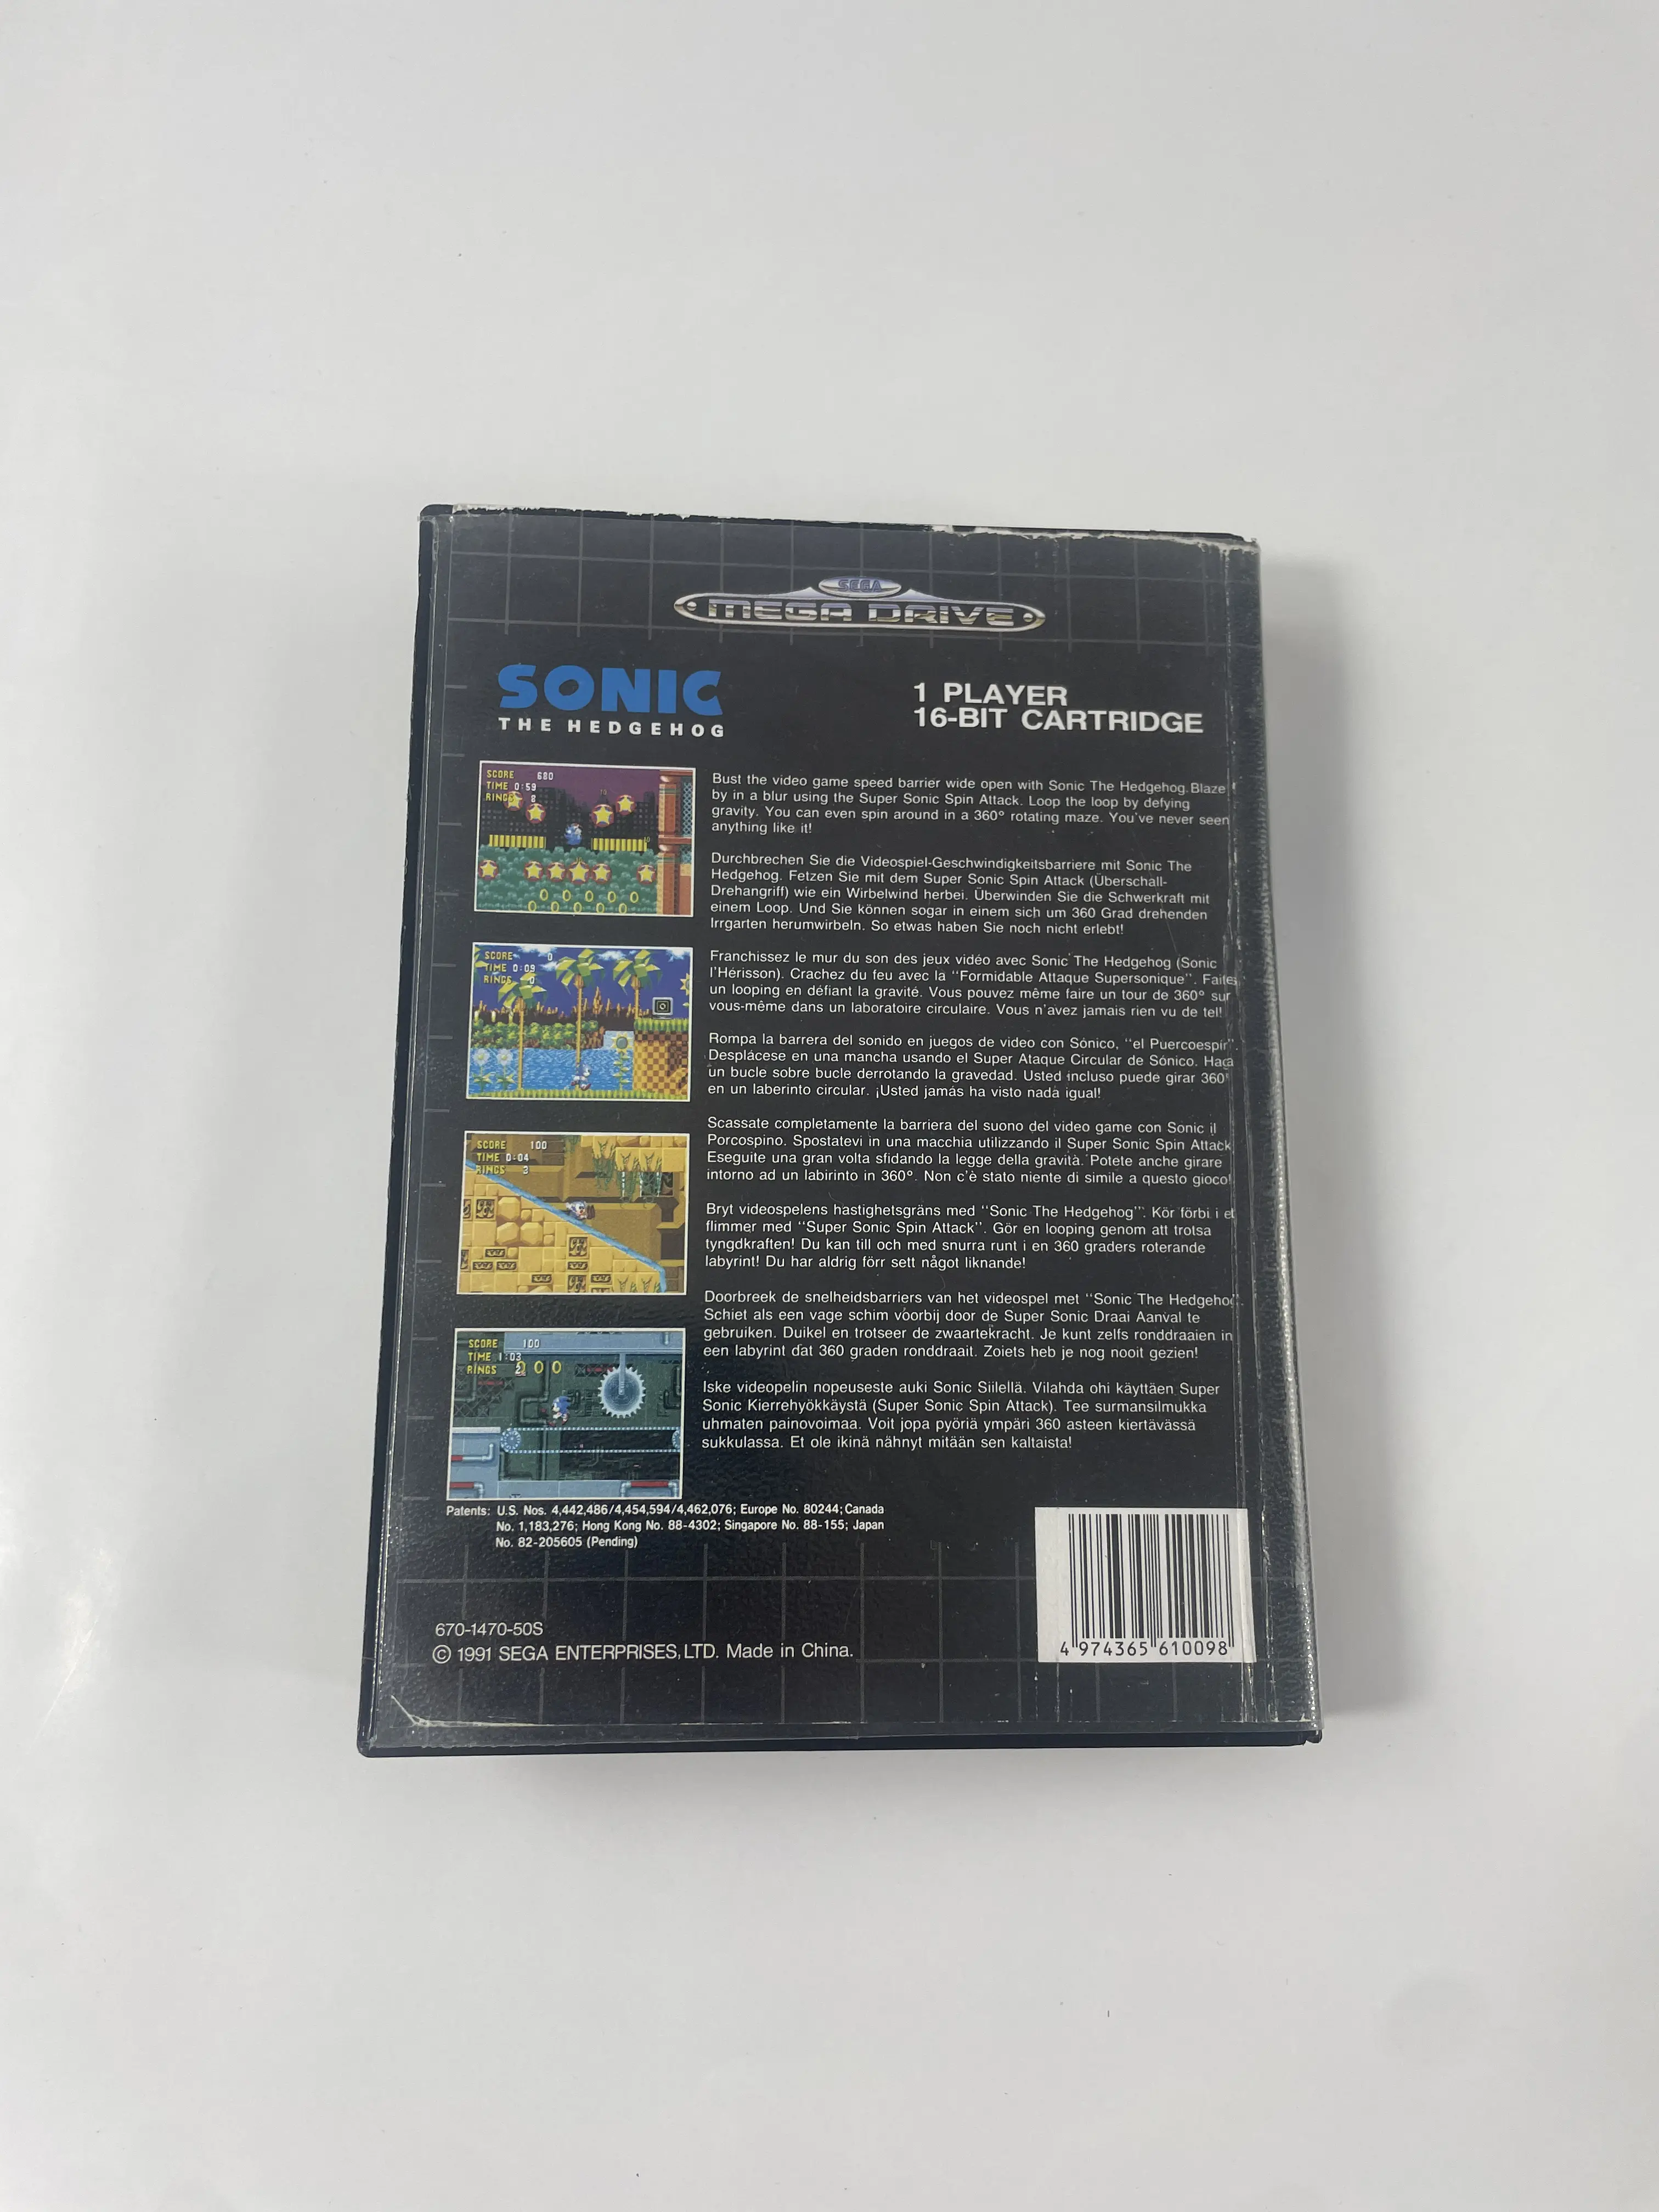 SEGA
MEGA DRIVE
SONIC
THE HEDGEHOG
1 PLAYER
16-BIT CARTRIDGE
SCORE 680
TIME 0:59
RINGS 8
Bust the video game speed barrier wide open with Sonic The Hedgehog. Blaze
by in a blur using the Super Sonic Spin Attack. Loop the loop by defying
gravity. You can even spin around in a 360° rotating maze. You've never seen
anything like it!
Durchbrechen Sie die Videospiel-Geschwindigkeitsbarriere mit Sonic The
Hedgehog. Fetzen Sie mit dem Super Sonic Spin Attack (Überschall-
Drehangriff) wie ein Wirbelwind herbei. Überwinden Sie die Schwerkraft mit
einem Loop. Und Sie können sogar in einem sich um 360 Grad drehenden
Irrgarten herumwirbeln. So etwas haben Sie noch nicht erlebt!
SCORE 0
TIME 0:09
RINGS 0
Franchissez le mur du son des jeux vidéo avec Sonic The Hedgehog (Sonic
l'Hérisson). Crachez du feu avec la "Formidable Attaque Supersonique". Faites
un looping en défiant la gravité. Vous pouvez même faire un tour de 360° sur
vous-même dans un laboratoire circulaire. Vous n'avez jamais rien vu de tel!
Rompa la barrera del sonido en juegos de video con Sónico, "el Puercoespir".
Desplácese en una mancha usando el Super Ataque Circular de Sónico. Haga
un bucle sobre bucle derrotando la gravedad. Usted incluso puede girar 360°
en un laberinto circular. ¡Usted jamás ha visto nada igual!
SCORE 100
TIME 0:04
RINGS 3
Scassate completamente la barriera del suono del video game con Sonic il
Porcospino. Spostatevi in una macchia utilizzando il Super Sonic Spin Attack
Eseguite una gran volta sfidando la legge della gravità. Potete anche girare
intorno ad un labirinto in 360°. Non c'è stato niente di simile a questo gioco!
Bryt videospelens hastighetsgräns med "Sonic The Hedgehog". Kör förbi i et
flimmer med "Super Sonic Spin Attack". Gör en looping genom att trotsa
tyngdkraften! Du kan till och med snurra runt i en 360 graders roterande
labyrint! Du har aldrig förr sett något liknande!
SCORE 100
TIME 1:03
RINGS 2
Doorbreek de snelheidsbarriers van het videospel met "Sonic The Hedgehog".
Schiet als een vage schim voorbij door de Super Sonic Draai Aanval te
gebruiken. Duikel en trotseer de zwaartekracht. Je kunt zelfs ronddraaien in
een labyrint dat 360 graden ronddraait. Zoiets heb je nog nooit gezien!
Iske videopelin nopeuseste auki Sonic Siilellä. Vilahda ohi käyttäen Super
Sonic Kierrehyökkäystä (Super Sonic Spin Attack). Tee surmansilmukka
uhmaten painovoimaa. Voit jopa pyöriä ympäri 360 asteen kiertävässä
sukkulassa. Et ole ikinä nähnyt mitään sen kaltaista!
Patents: U.S. Nos. 4,442,486/4,454,594/4,462,076; Europe No. 80244; Canada
No. 1,183,276; Hong Kong No. 88-4302; Singapore No. 88-155; Japan
No. 82-205605 (Pending)
670-1470-50S
© 1991 SEGA ENTERPRISES, LTD. Made in China.
4 974365 610098